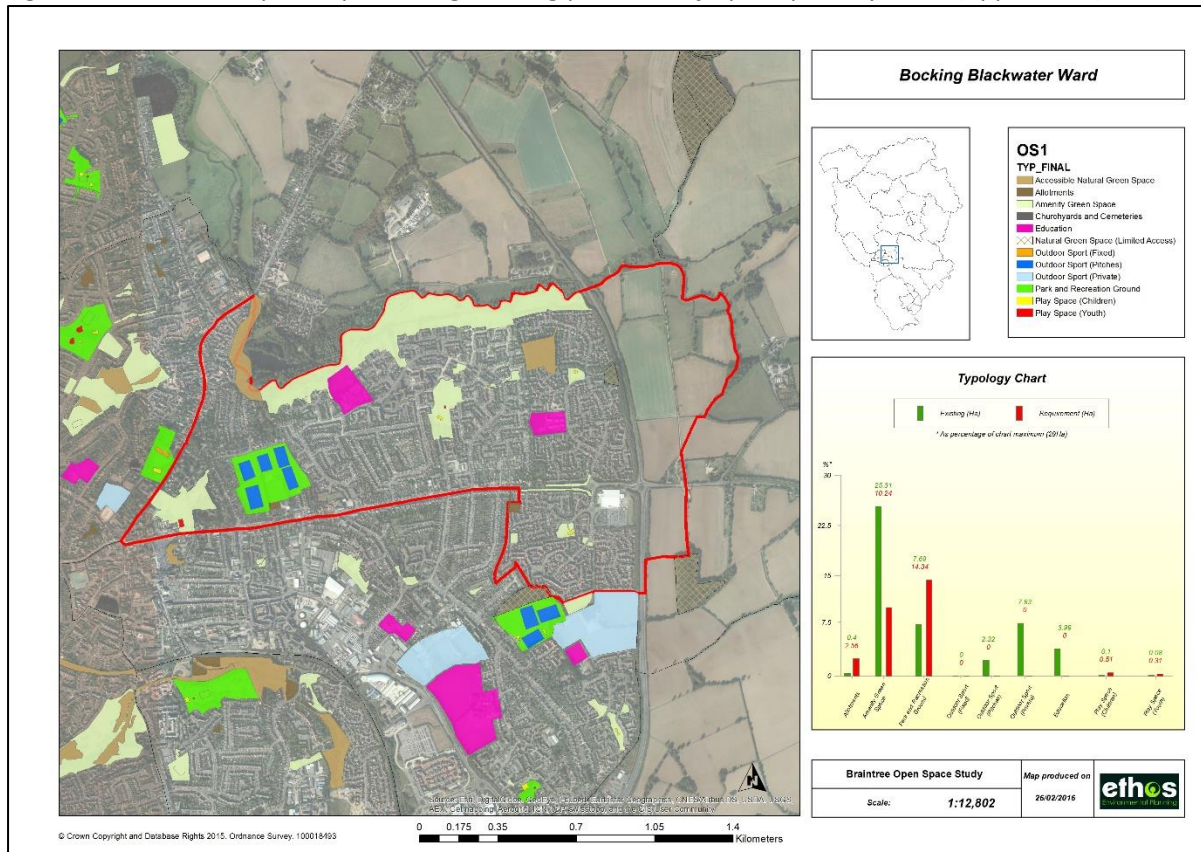 Bocking Blackwater Ward
OS1
TYP_FINAL
Accessible Natural Green Space
Allotments
Amenity Green Space
Churchyards and Cemeteries
Education
Natural Green Space (Limited Access)
Outdoor Sport (Fixed)
Outdoor Sport (Pitches)
Outdoor Sport (Private)
Park and Recreation Ground
Play Space (Children)
Play Space (Youth)
Typology Chart
Existing (Ha)
Requirement (Ha)
* As percentage of chart maximum (29Ha)
%*
30
22.5
15
7.5
0
0.4
2.56
25.51
10.24
7.69
14.34
0
0
2.32
0
7.93
0
3.99
0
0.1
0.51
0.08
0.31
Allotments
Amenity Green
Space
Park and Recreation
Ground
Outdoor Sport
(Fixed)
Outdoor Sport
(Pitches)
Outdoor Sport
(Private)
Education
Play Space
(Children)
Play Space
(Youth)
N
Braintree Open Space Study
Map produced on
Scale:
1:12,802
26/02/2016
ethos
Environmental Planning
© Crown Copyright and Database Rights 2015. Ordnance Survey. 100018493
0 0.175 0.35 0.7 1.05 1.4
Kilometers